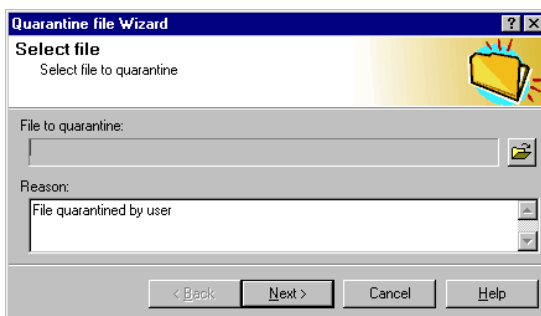 Quarantine file Wizard
Select file
Select file to quarantine
File to quarantine:
Reason:
File quarantined by user
< Back
Next >
Cancel
Help